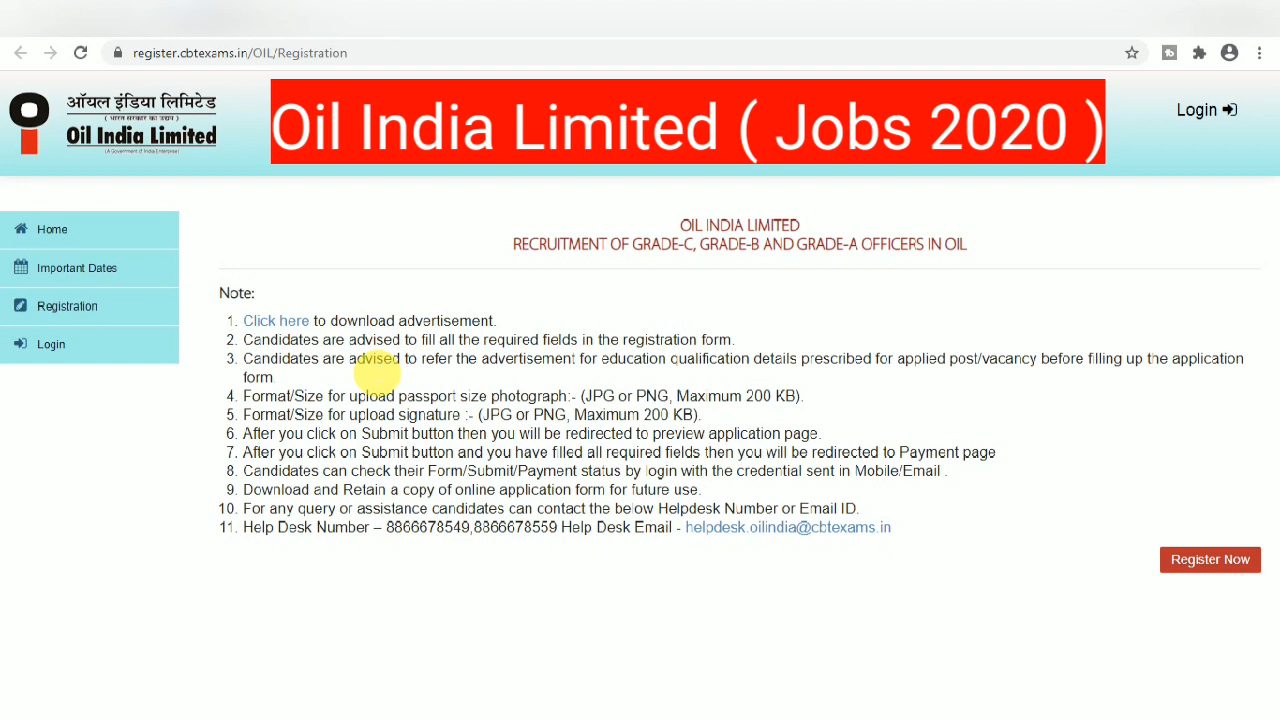 register.cbtexams.in/OIL/Registration
ऑयल इंडिया लिमिटेड
( भारत सरकार का उद्यम )
Oil India Limited
(A Government of India Enterprise)
Oil India Limited ( Jobs 2020 )
Login
Home
Important Dates
Registration
Login
OIL INDIA LIMITED
RECRUITMENT OF GRADE-C, GRADE-B AND GRADE-A OFFICERS IN OIL
Note:
1. Click here to download advertisement.
2. Candidates are advised to fill all the required fields in the registration form.
3. Candidates are advised to refer the advertisement for education qualification details prescribed for applied post/vacancy before filling up the application
form.
4. Format/Size for upload passport size photograph:- (JPG or PNG, Maximum 200 KB).
5. Format/Size for upload signature :- (JPG or PNG, Maximum 200 KB).
6. After you click on Submit button then you will be redirected to preview application page.
7. After you click on Submit button and you have filled all required fields then you will be redirected to Payment page
8. Candidates can check their Form/Submit/Payment status by login with the credential sent in Mobile/Email .
9. Download and Retain a copy of online application form for future use.
10. For any query or assistance candidates can contact the below Helpdesk Number or Email ID.
11. Help Desk Number – 8866678549,8866678559 Help Desk Email - helpdesk.oilindia@cbtexams.in
Register Now